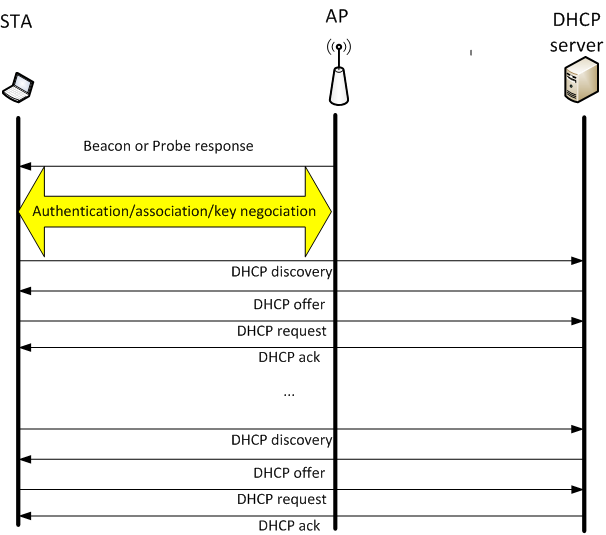 STA
AP
DHCP
server
Beacon or Probe response
Authentication/association/key negociation
DHCP discovery
DHCP offer
DHCP request
DHCP ack
...
DHCP discovery
DHCP offer
DHCP request
DHCP ack